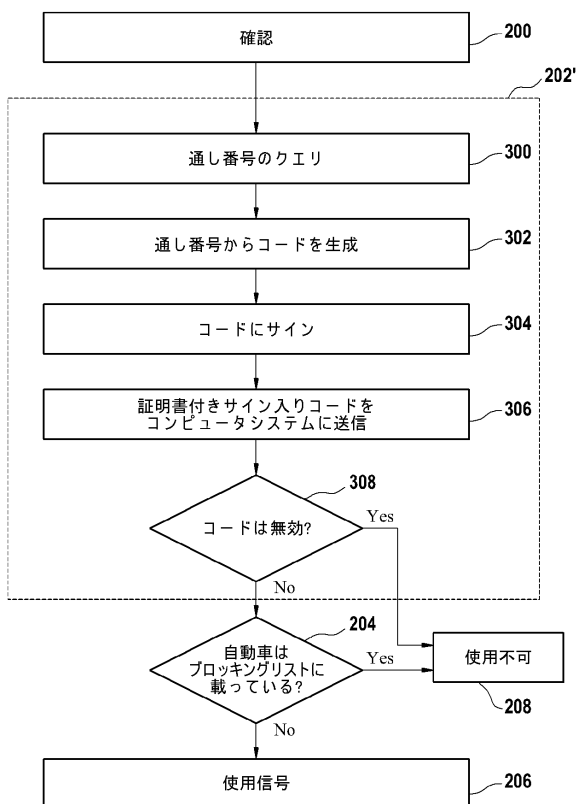 確認
200
202'
通し番号のクエリ
300
通し番号からコードを生成
302
コードにサイン
304
証明書付きサイン入りコードを
コンピュータシステムに送信
306
308
コードは無効?
Yes
No
204
自動車は
ブロッキングリストに
載っている?
Yes
使用不可
208
No
使用信号
206